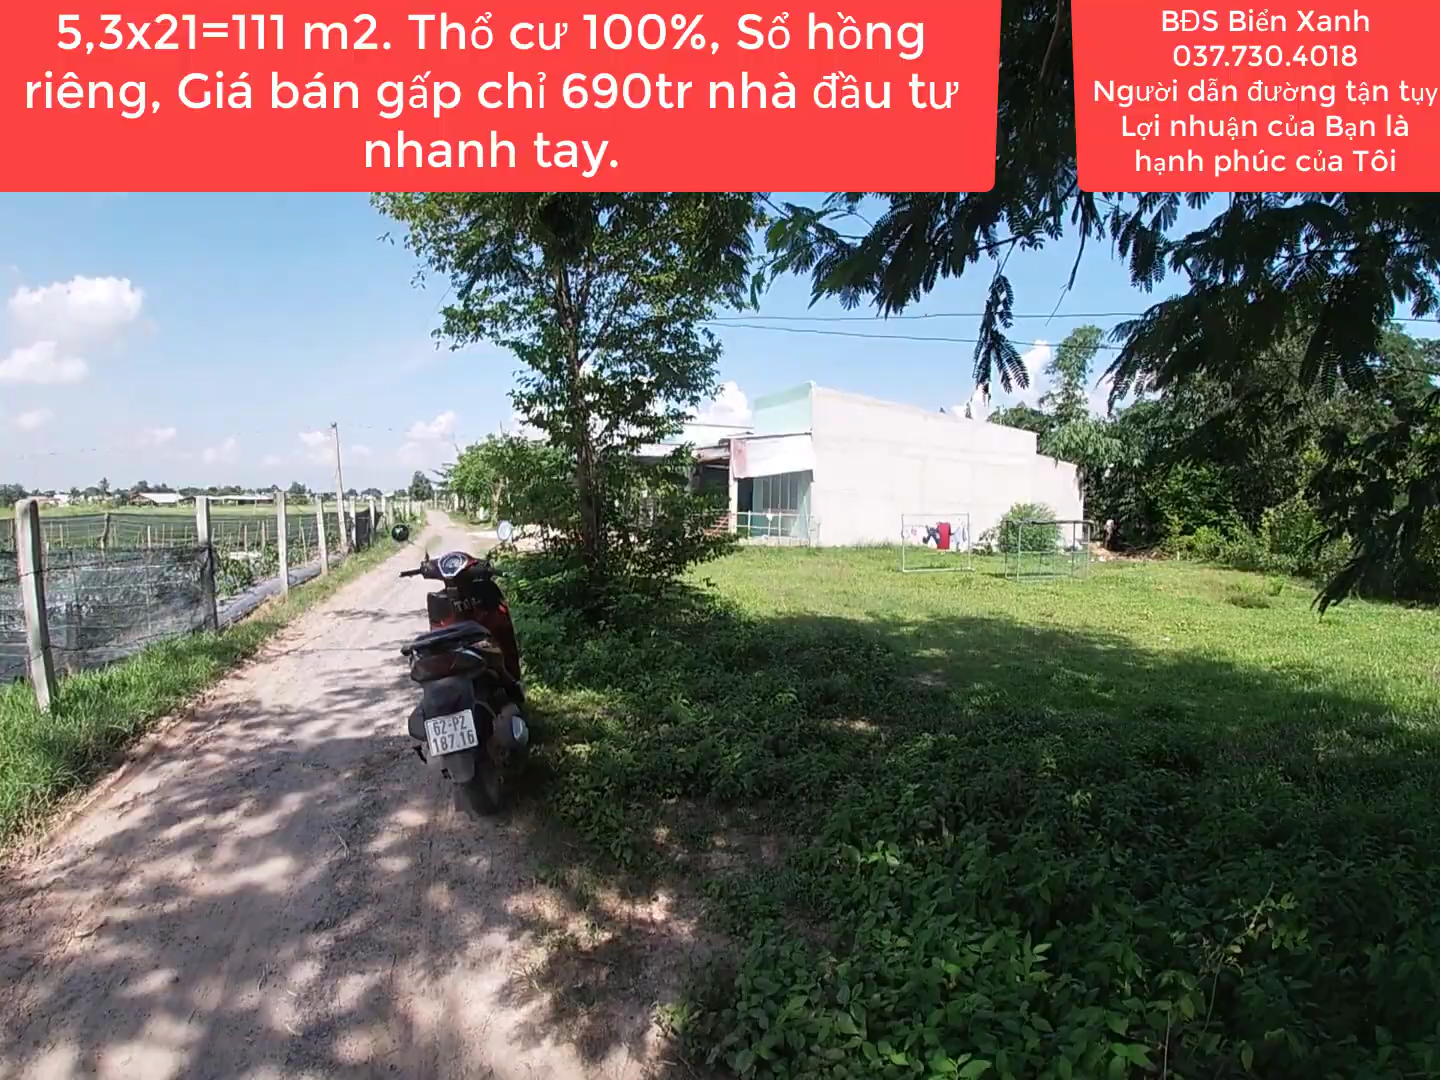 5,3x21=111 m2. Thổ cư 100%, Sổ hồng
riêng, Giá bán gấp chỉ 690tr nhà đầu tư
nhanh tay.
BĐS Biển Xanh
037.730.4018
Người dẫn đường tận tụy
Lợi nhuận của Bạn là
hạnh phúc của Tôi
62-PZ
187.16